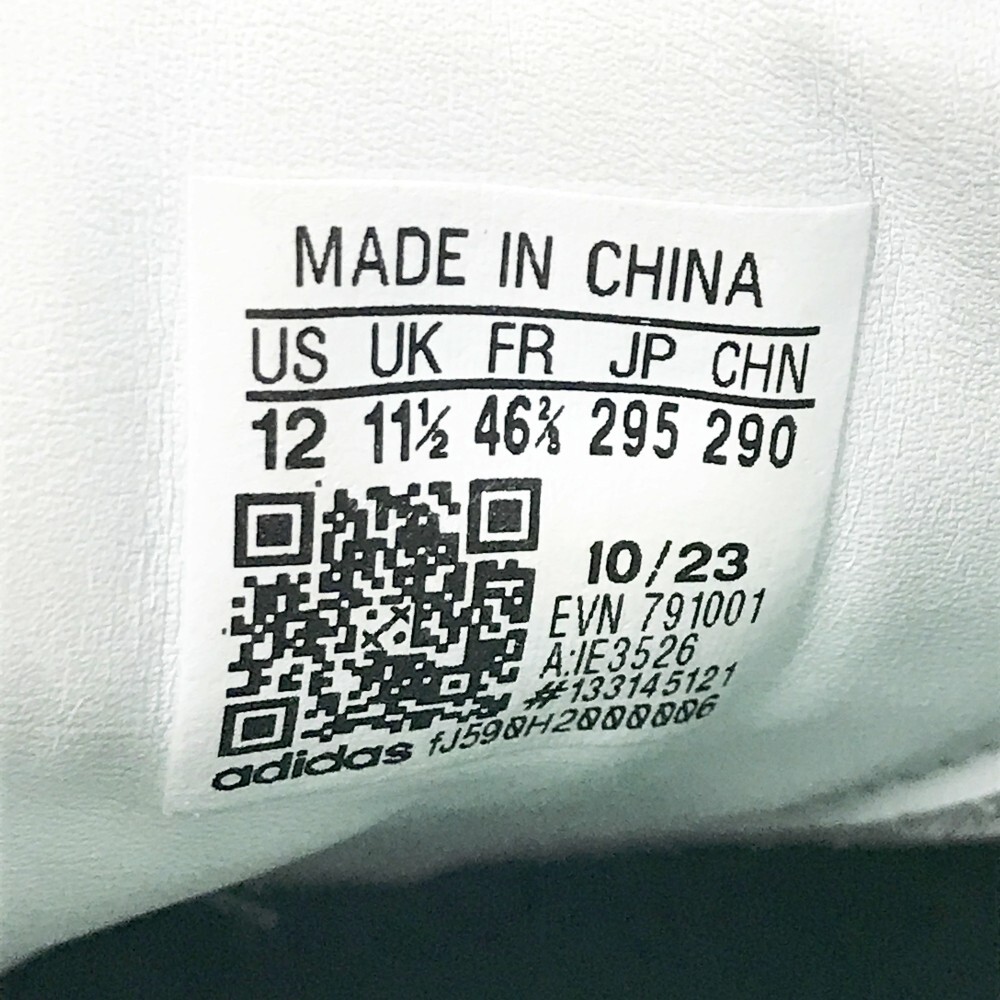 MADE IN CHINA
US UK FR JP CHN
12 11½ 46⅔ 295 290
10/23
EVN 791001
A:IE3526
#133145121
adidas fJ590H2000006